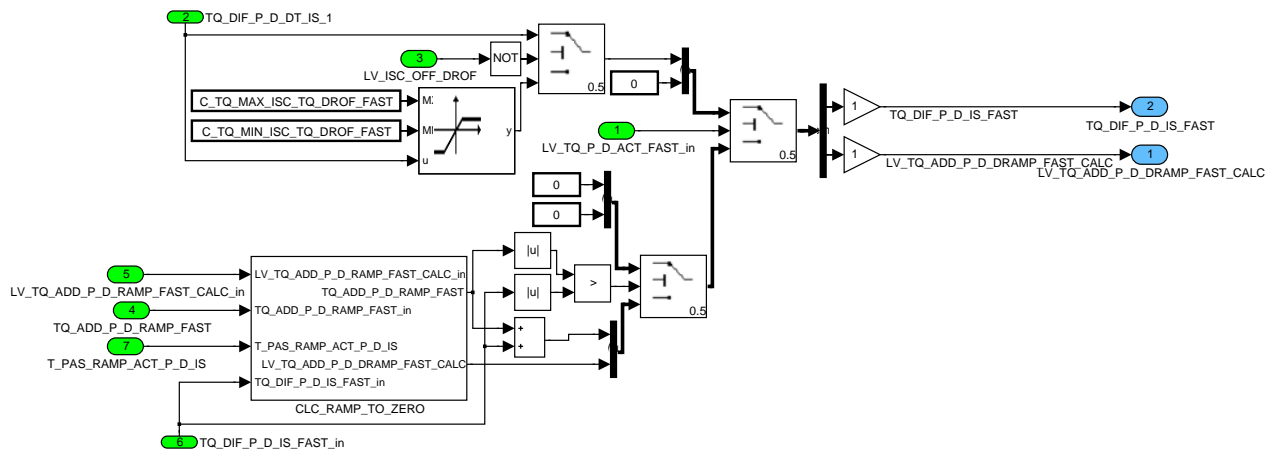 2
TQ_DIF_P_D_DT_IS_1
3
LV_ISC_OFF_DROF
NOT
0.5
C_TQ_MAX_ISC_TQ_DROF_FAST
C_TQ_MIN_ISC_TQ_DROF_FAST
u
y
0
1
LV_TQ_P_D_ACT_FAST_in
0.5
1
TQ_DIF_P_D_IS_FAST
2
TQ_DIF_P_D_IS_FAST
1
LV_TQ_ADD_P_D_DRAMP_FAST_CALC
1
LV_TQ_ADD_P_D_DRAMP_FAST_CALC
0
0
|u|
|u|
>
0.5
+
+
5
LV_TQ_ADD_P_D_RAMP_FAST_CALC_in
4
TQ_ADD_P_D_RAMP_FAST
7
T_PAS_RAMP_ACT_P_D_IS
LV_TQ_ADD_P_D_RAMP_FAST_CALC_in
TQ_ADD_P_D_RAMP_FAST
TQ_ADD_P_D_RAMP_FAST_in
T_PAS_RAMP_ACT_P_D_IS
LV_TQ_ADD_P_D_DRAMP_FAST_CALC
TQ_DIF_P_D_IS_FAST_in
CLC_RAMP_TO_ZERO
6
TQ_DIF_P_D_IS_FAST_in